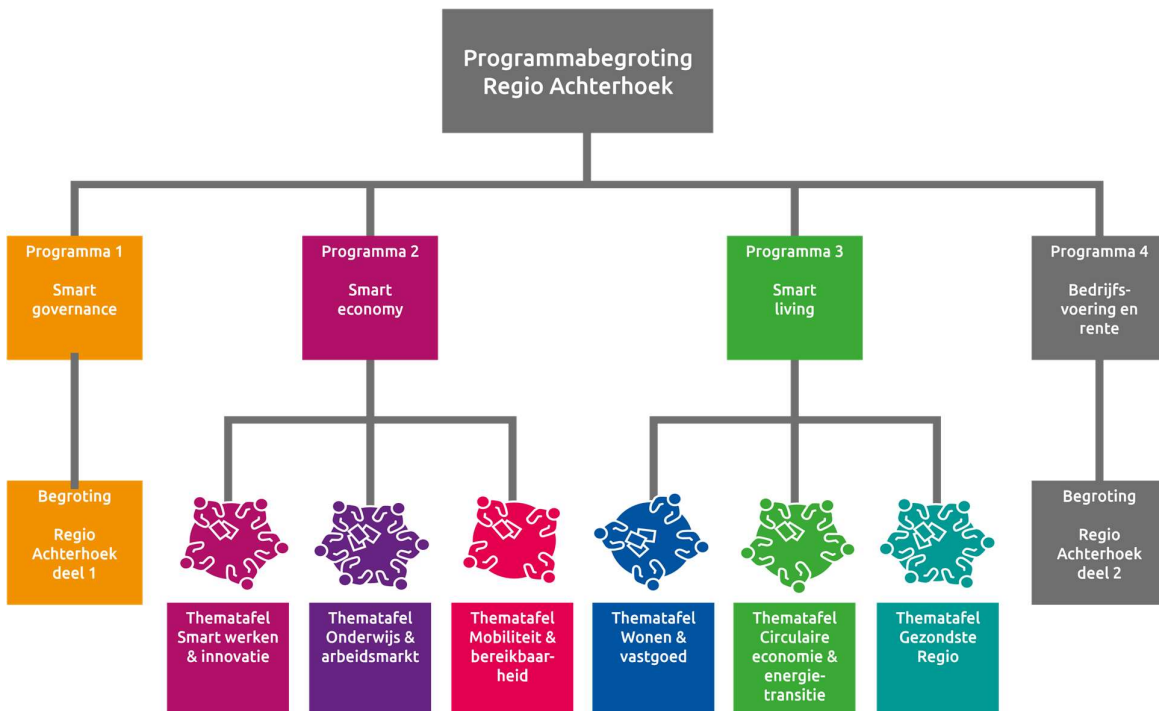 Programmabegroting
Regio Achterhoek
Programma 1
Smart
governance
Programma 2
Smart
economy
Programma 3
Smart
living
Programma 4
Bedrijfs-
voering en
rente
Begroting
Regio
Achterhoek
deel 1
Begroting
Regio
Achterhoek
deel 2
Thematafel
Smart werken
& innovatie
Thematafel
Onderwijs &
arbeidsmarkt
Thematafel
Mobiliteit &
bereikbaar-
heid
Thematafel
Wonen &
vastgoed
Thematafel
Circulaire
economie &
energie-
transitie
Thematafel
Gezondste
Regio